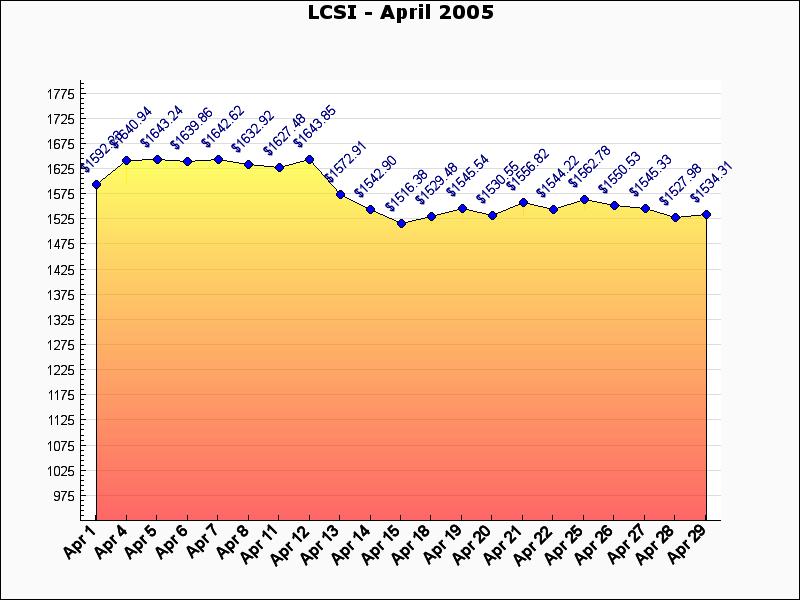 LCSI - April 2005
1775
1725
1675
1625
1575
1525
1475
1425
1375
1325
1275
1225
1175
1125
1075
1025
975
$1640.94
$1643.24
$1639.86
$1642.62
$1632.92
$1627.48
$1643.85
$1572.91
$1542.90
$1516.38
$1529.48
$1545.54
$1530.55
$1556.82
$1544.22
$1562.78
$1550.53
$1545.33
$1527.98
$1534.31
Apr 1
Apr 4
Apr 5
Apr 6
Apr 7
Apr 8
Apr 11
Apr 12
Apr 13
Apr 14
Apr 15
Apr 18
Apr 19
Apr 20
Apr 21
Apr 22
Apr 25
Apr 26
Apr 27
Apr 28
Apr 29